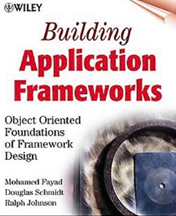 WILEY
Building
Application
Frameworks
Object Oriented
Foundations
of Framework
Design
Mohamed Fayad
Douglas Schmidt
Ralph Johnson